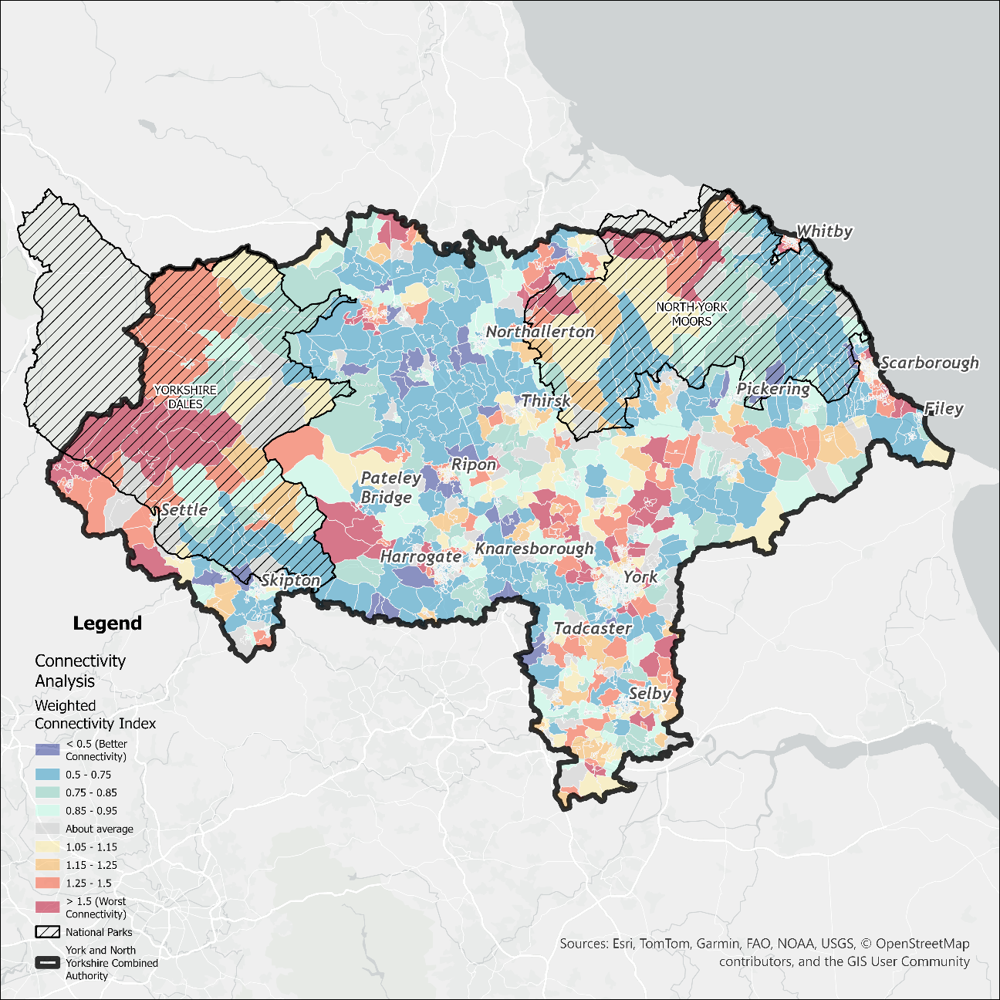 Whitby
NORTH YORK
MOORS
Northallerton
Scarborough
YORKSHIRE
DALES
Pickering
Thirsk
Filey
Ripon
Pateley
Bridge
Settle
Knaresborough
Harrogate
York
Skipton
Tadcaster
Selby
Legend
Connectivity
Analysis
Weighted
Connectivity Index
< 0.5 (Better
Connectivity)
0.5 - 0.75
0.75 - 0.85
0.85 - 0.95
About average
1.05 - 1.15
1.15 - 1.25
1.25 - 1.5
> 1.5 (Worst
Connectivity)
National Parks
York and North
Yorkshire Combined
Authority
Sources: Esri, TomTom, Garmin, FAO, NOAA, USGS, © OpenStreetMap
contributors, and the GIS User Community